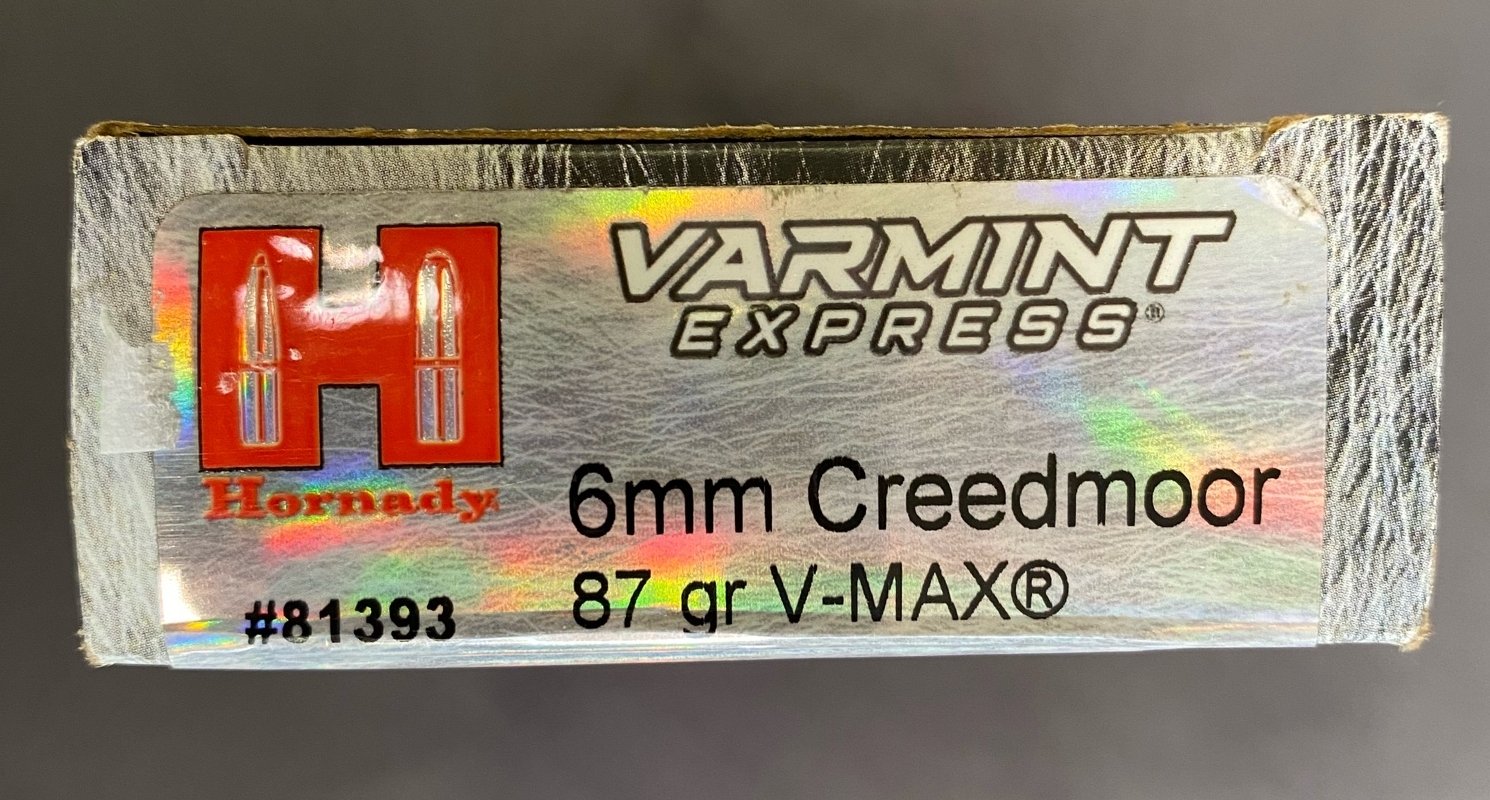 VARMINT
EXPRESS®
Hornady
6mm Creedmoor
87 gr V-MAX®
#81393